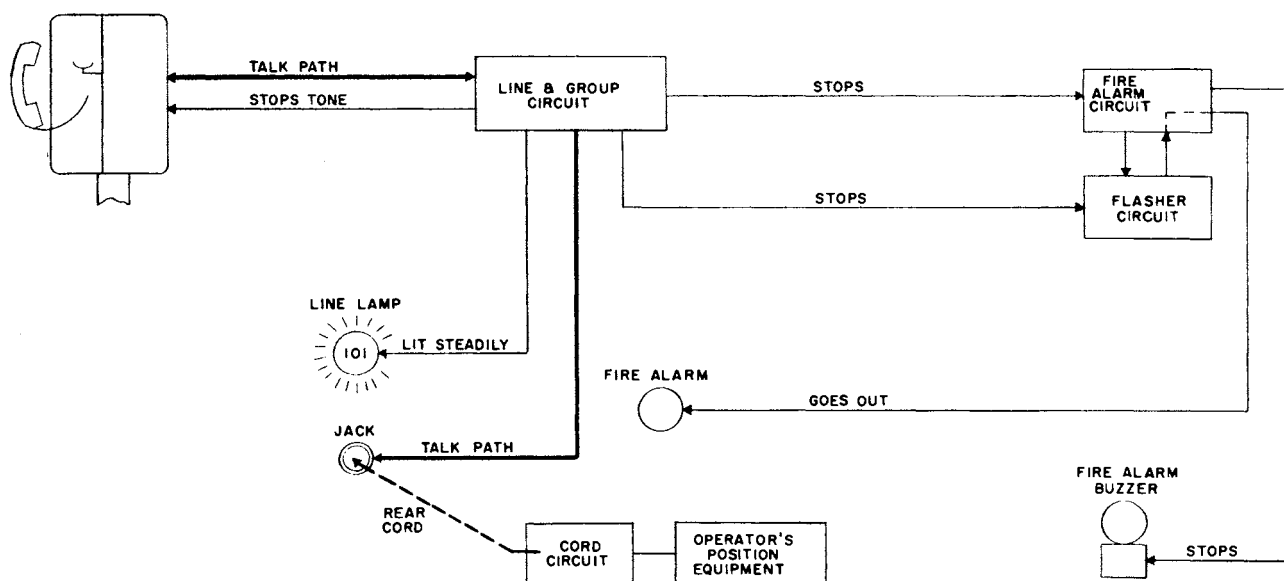 TALK PATH
STOPS TONE
LINE & GROUP
CIRCUIT
STOPS
FIRE
ALARM
CIRCUIT
STOPS
FLASHER
CIRCUIT
LINE LAMP
101
LIT STEADILY
FIRE ALARM
GOES OUT
JACK
TALK PATH
REAR
CORD
CORD
CIRCUIT
OPERATOR'S
POSITION
EQUIPMENT
FIRE ALARM
BUZZER
STOPS